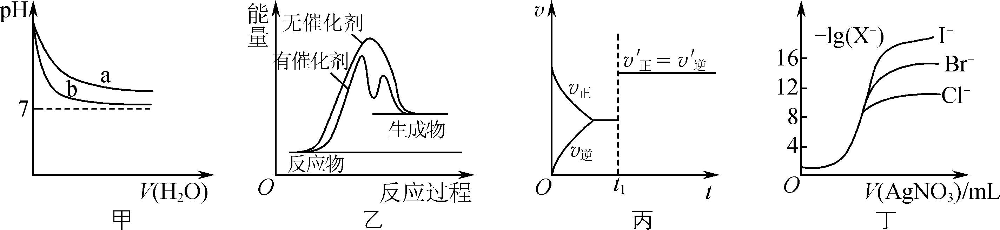 pH
7
a
b
V(H₂O)
甲
能量
无催化剂
有催化剂
生成物
反应物
O
反应过程
乙
v
v正
v逆
v′正 = v′逆
O
t₁
t
丙
−lg(X⁻)
16
12
8
4
I⁻
Br⁻
Cl⁻
O
V(AgNO₃)/mL
丁